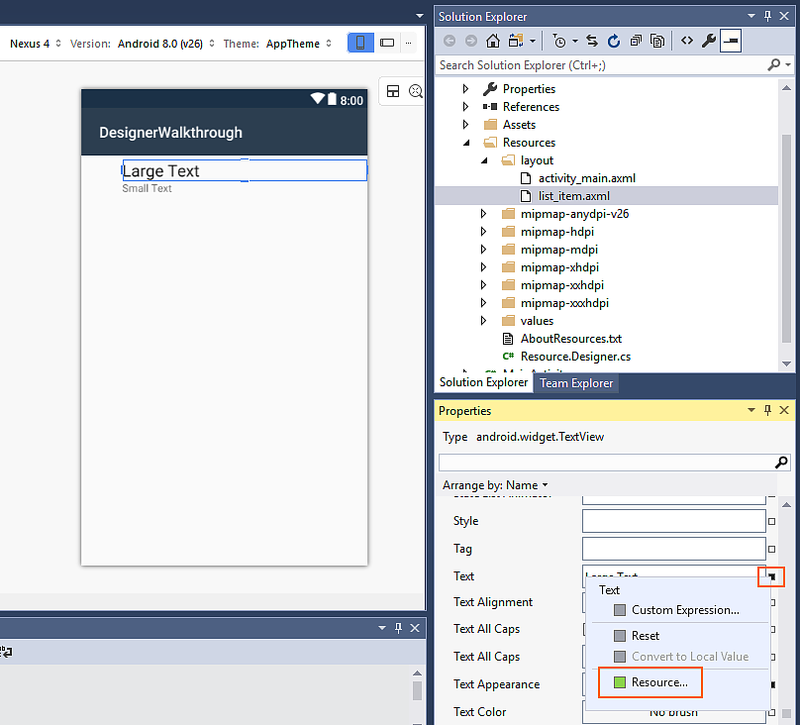 Nexus 4 Version: Android 8.0 (v26) Theme: AppTheme
8:00
DesignerWalkthrough
Large Text
Small Text
Solution Explorer
Search Solution Explorer (Ctrl+;)
Properties
References
Assets
Resources
layout
activity_main.axml
list_item.axml
mipmap-anydpi-v26
mipmap-hdpi
mipmap-mdpi
mipmap-xhdpi
mipmap-xxhdpi
mipmap-xxxhdpi
values
AboutResources.txt
Resource.Designer.cs
Solution Explorer Team Explorer
Properties
Type android.widget.TextView
Arrange by: Name
State List Animator
Style
Tag
Text Large Text
Text
Custom Expression...
Text Alignment
Text All Caps
Reset
Text All Caps
Convert to Local Value
Text Appearance
Resource...
Text Color No brush